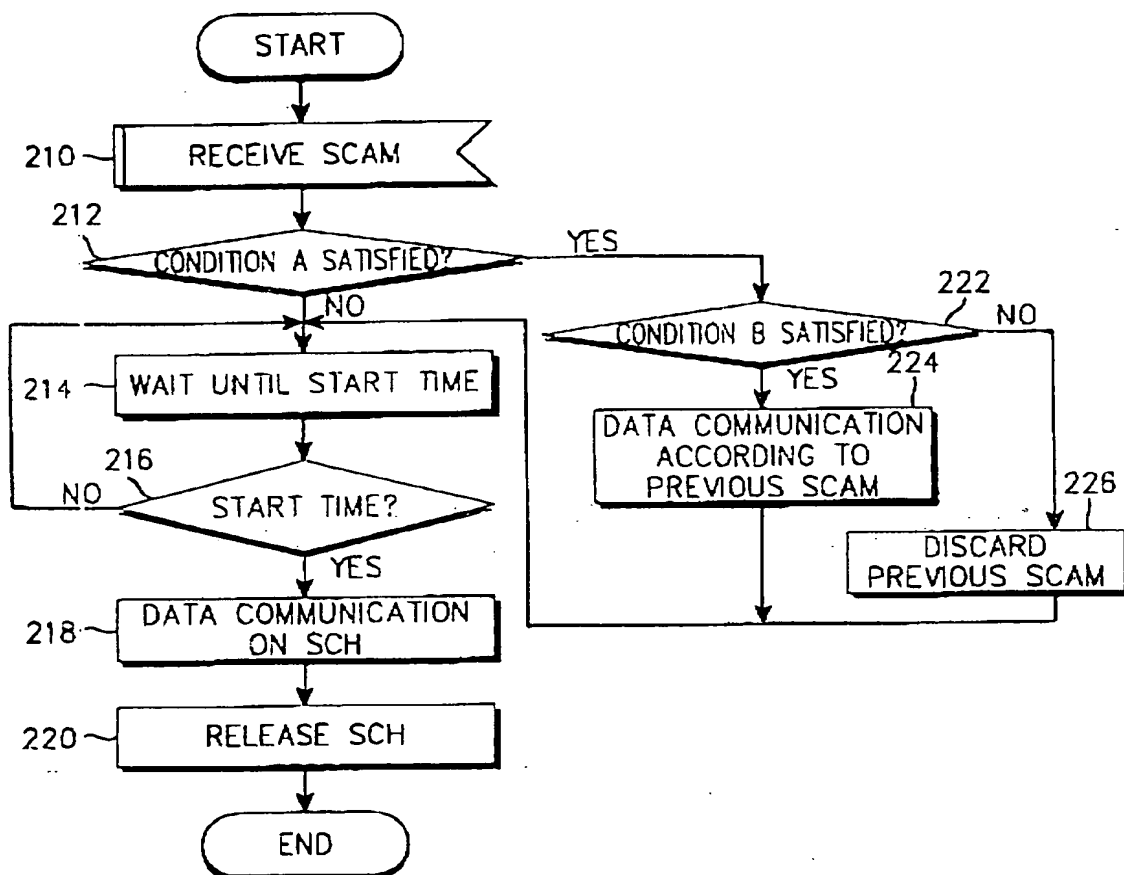 START
210
RECEIVE SCAM
212
CONDITION A SATISFIED?
YES
NO
222
CONDITION B SATISFIED?
NO
214
WAIT UNTIL START TIME
YES
224
DATA COMMUNICATION
ACCORDING TO
PREVIOUS SCAM
216
NO
START TIME?
226
YES
DISCARD
PREVIOUS SCAM
218
DATA COMMUNICATION
ON SCH
220
RELEASE SCH
END